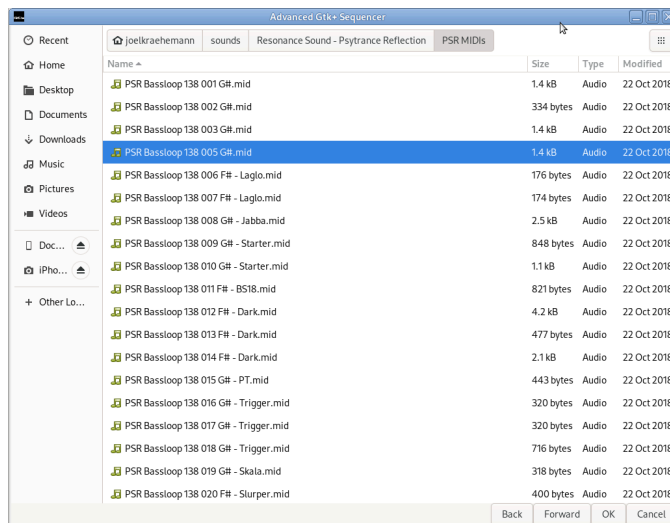 Advanced Gtk+ Sequencer
Recent
Home
Desktop
Documents
Downloads
Music
Pictures
Videos
Doc...
iPho...
+ Other Lo...
joelkraehemann sounds Resonance Sound - Psytrance Reflection PSR MIDIs
Name Size Type Modified
PSR Bassloop 138 001 G#.mid 1.4 kB Audio 22 Oct 2018
PSR Bassloop 138 002 G#.mid 334 bytes Audio 22 Oct 2018
PSR Bassloop 138 003 G#.mid 1.4 kB Audio 22 Oct 2018
PSR Bassloop 138 005 G#.mid 1.4 kB Audio 22 Oct 2018
PSR Bassloop 138 006 F# - Laglo.mid 176 bytes Audio 22 Oct 2018
PSR Bassloop 138 007 F# - Laglo.mid 174 bytes Audio 22 Oct 2018
PSR Bassloop 138 008 G# - Jabba.mid 2.5 kB Audio 22 Oct 2018
PSR Bassloop 138 009 G# - Starter.mid 848 bytes Audio 22 Oct 2018
PSR Bassloop 138 010 G# - Starter.mid 1.1 kB Audio 22 Oct 2018
PSR Bassloop 138 011 F# - BS18.mid 821 bytes Audio 22 Oct 2018
PSR Bassloop 138 012 F# - Dark.mid 4.2 kB Audio 22 Oct 2018
PSR Bassloop 138 013 F# - Dark.mid 477 bytes Audio 22 Oct 2018
PSR Bassloop 138 014 F# - Dark.mid 2.1 kB Audio 22 Oct 2018
PSR Bassloop 138 015 G# - PT.mid 443 bytes Audio 22 Oct 2018
PSR Bassloop 138 016 G# - Trigger.mid 320 bytes Audio 22 Oct 2018
PSR Bassloop 138 017 G# - Trigger.mid 320 bytes Audio 22 Oct 2018
PSR Bassloop 138 018 G# - Trigger.mid 716 bytes Audio 22 Oct 2018
PSR Bassloop 138 019 G# - Skala.mid 318 bytes Audio 22 Oct 2018
PSR Bassloop 138 020 F# - Slurper.mid 400 bytes Audio 22 Oct 2018
Back Forward OK Cancel